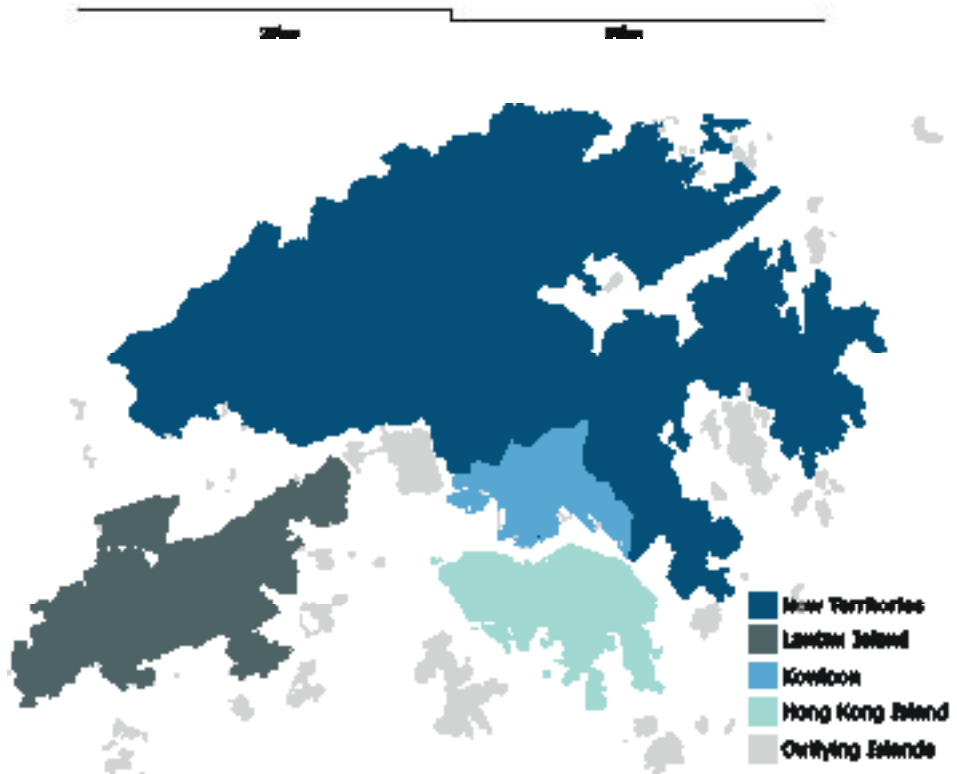 New Territories
Lantau Island
Kowloon
Hong Kong Island
Outlying Islands